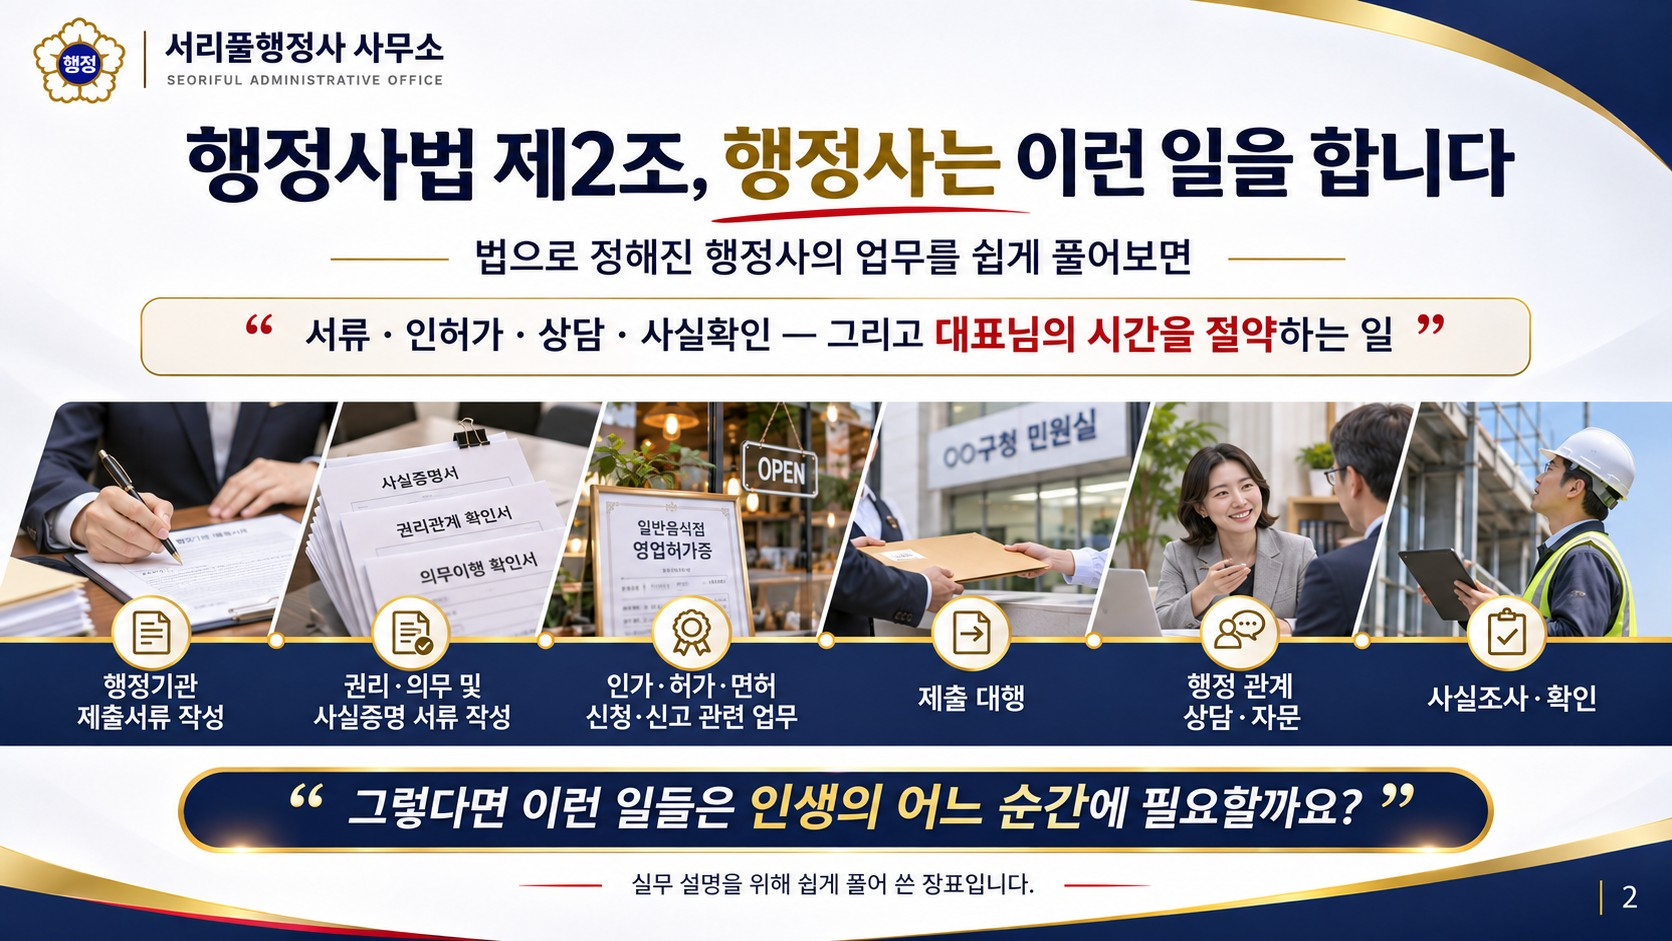 행정
서리풀행정사 사무소
SEORIFUL ADMINISTRATIVE OFFICE
행정사법 제2조, 행정사는 이런 일을 합니다
법으로 정해진 행정사의 업무를 쉽게 풀어보면
“ 서류 · 인허가 · 상담 · 사실확인 — 그리고 대표님의 시간을 절약하는 일 ”
사실증명서
권리관계 확인서
의무이행 확인서
OPEN
일반음식점
영업허가증
○○구청 민원실
행정기관
제출서류 작성
권리·의무 및
사실증명 서류 작성
인가·허가·면허
신청·신고 관련 업무
제출 대행
행정 관계
상담·자문
사실조사·확인
“ 그렇다면 이런 일들은 인생의 어느 순간에 필요할까요? ”
실무 설명을 위해 쉽게 풀어 쓴 장표입니다.
2